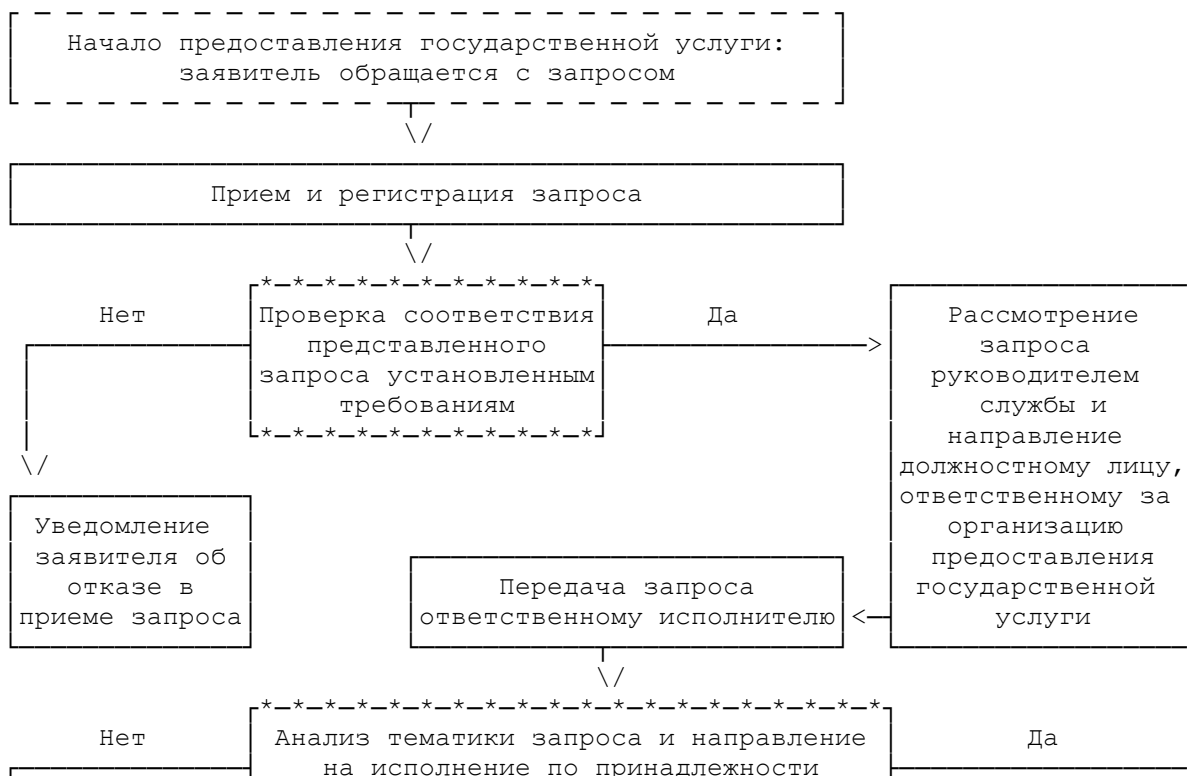 Начало предоставления государственной услуги:
заявитель обращается с запросом
Прием и регистрация запроса
Нет
Проверка соответствия
представленного
запроса установленным
требованиям
Да
Рассмотрение
запроса
руководителем
службы и
направление
должностному лицу,
ответственному за
организацию
предоставления
государственной
услуги
Уведомление
заявителя об
отказе в
приеме запроса
Передача запроса
ответственному исполнителю
Нет
Анализ тематики запроса и направление
на исполнение по принадлежности
Да